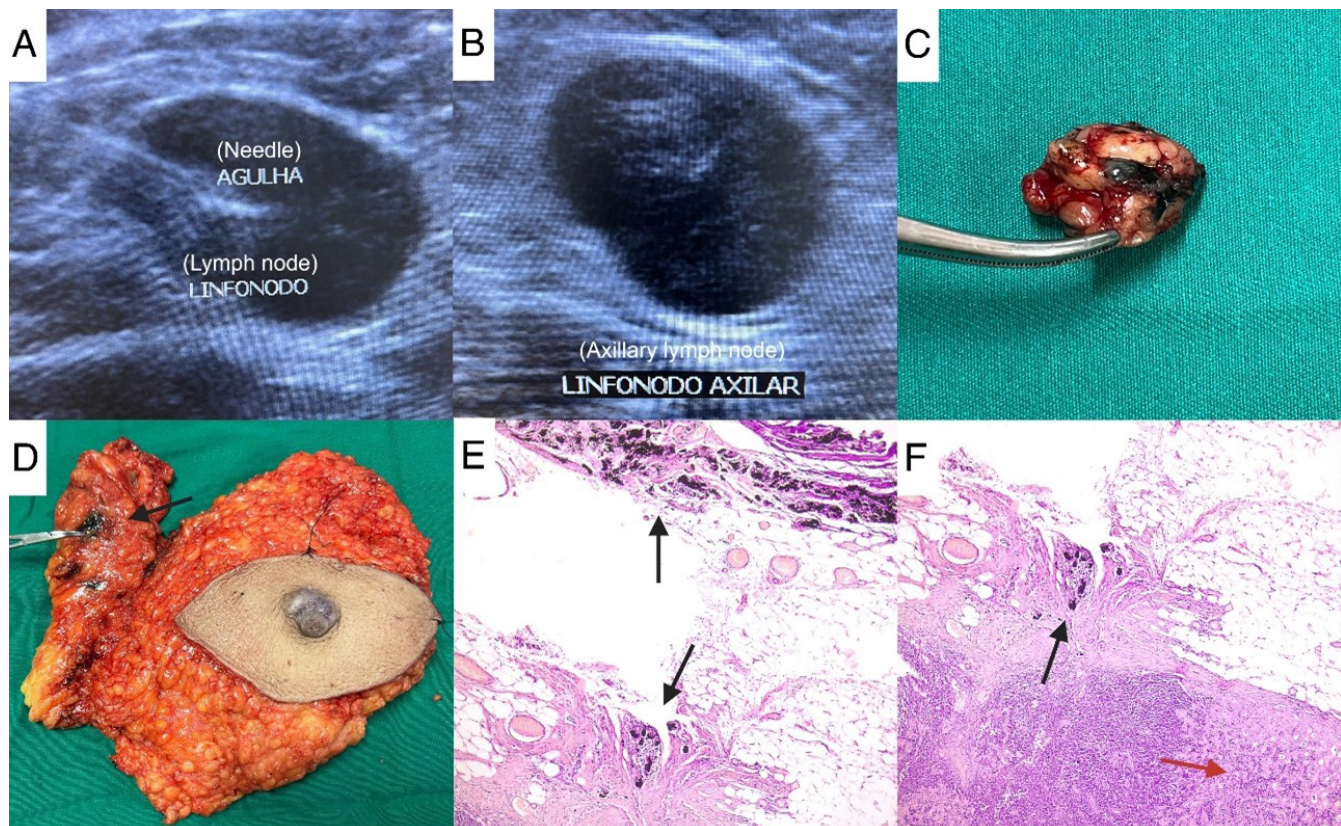 A
(Needle)
AGULHA
(Lymph node)
LINFONODO
B
(Axillary lymph node)
LINFONODO AXILAR
C
D
E
F